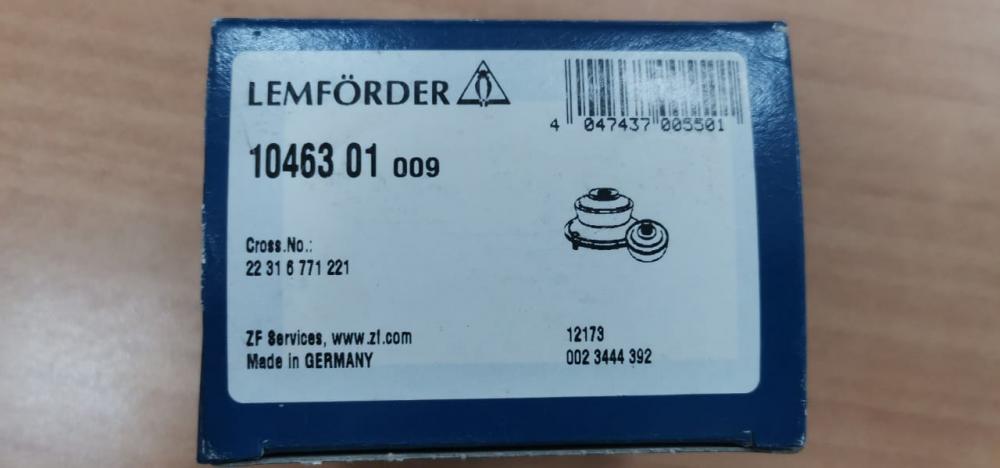 LEMFÖRDER
4 047437 005501
10463 01 009
Cross.No.:
22 31 6 771 221
ZF Services, www.zf.com
Made in GERMANY
12173
002 3444 392